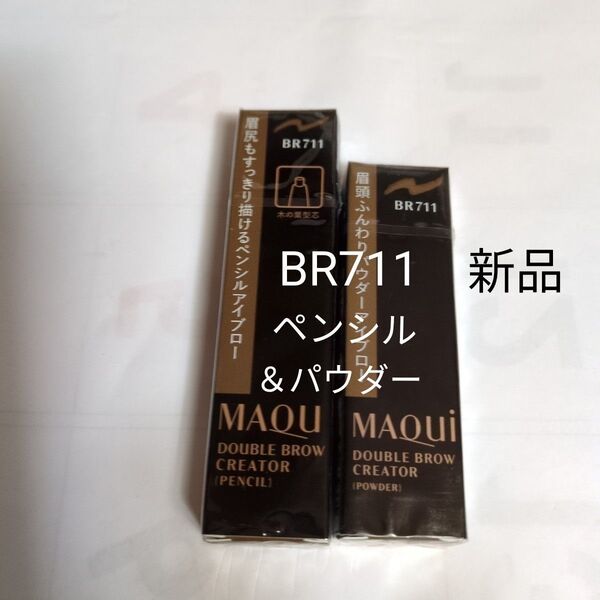 BR711
眉尻もすっきり描けるペンシルアイブロー
木の葉型芯
MAQU
DOUBLE BROW
CREATOR
(PENCIL)
BR711
眉頭ふんわりパウダーアイブロー
MAQUi
DOUBLE BROW
CREATOR
(POWDER)
BR711 新品
ペンシル
＆パウダー